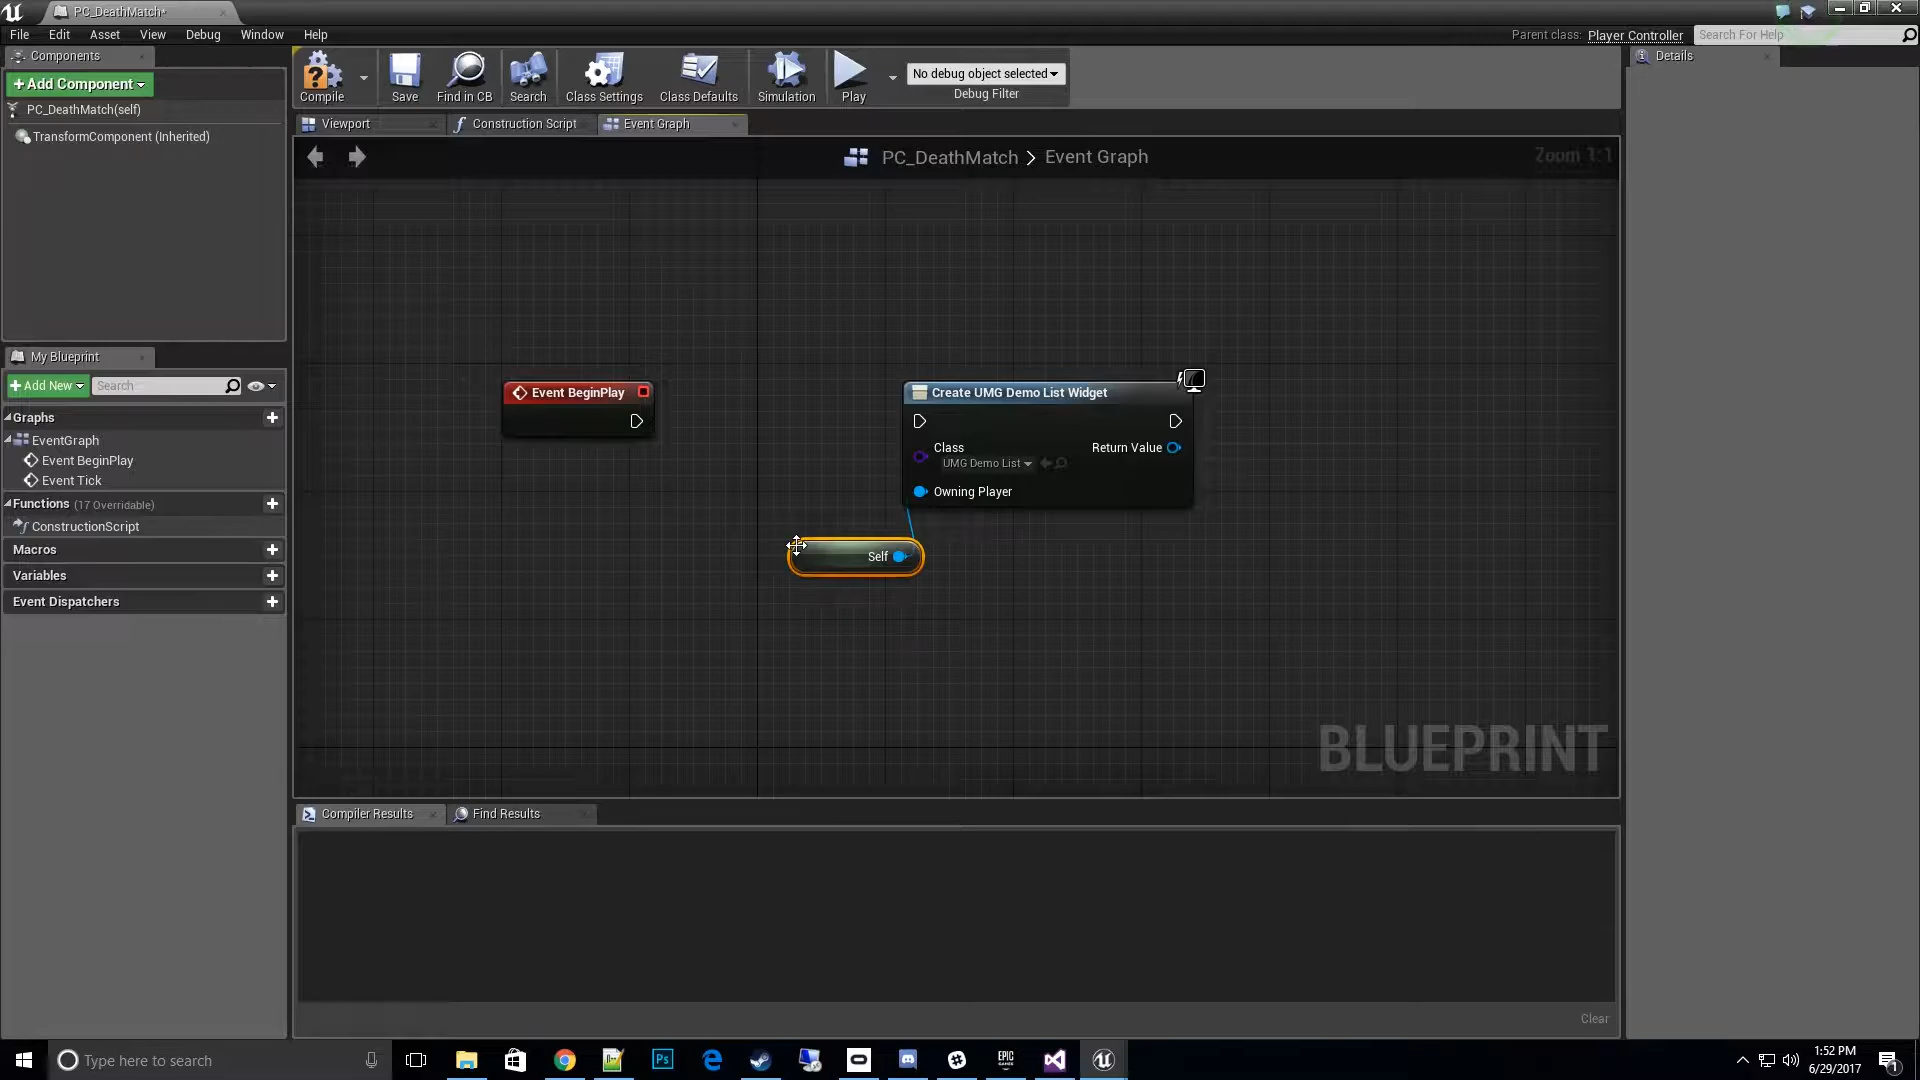 PC_DeathMatch*
File Edit Asset View Debug Window Help
Parent class: Player Controller
Search For Help
Components
+Add Component
PC_DeathMatch(self)
TransformComponent (Inherited)
Compile
Save
Find in CB
Search
Class Settings
Class Defaults
Simulation
Play
No debug object selected
Debug Filter
Details
Viewport
Construction Script
Event Graph
PC_DeathMatch > Event Graph
Zoom 1:1
My Blueprint
+Add New
Search
Graphs
EventGraph
Event BeginPlay
Event Tick
Functions (17 Overridable)
ConstructionScript
Macros
Variables
Event Dispatchers
Event BeginPlay
Create UMG Demo List Widget
Class
UMG Demo List
Return Value
Owning Player
Self
BLUEPRINT
Compiler Results
Find Results
Clear
Type here to search
Ps
EPIC
GAMES
1:52 PM
6/29/2017
1